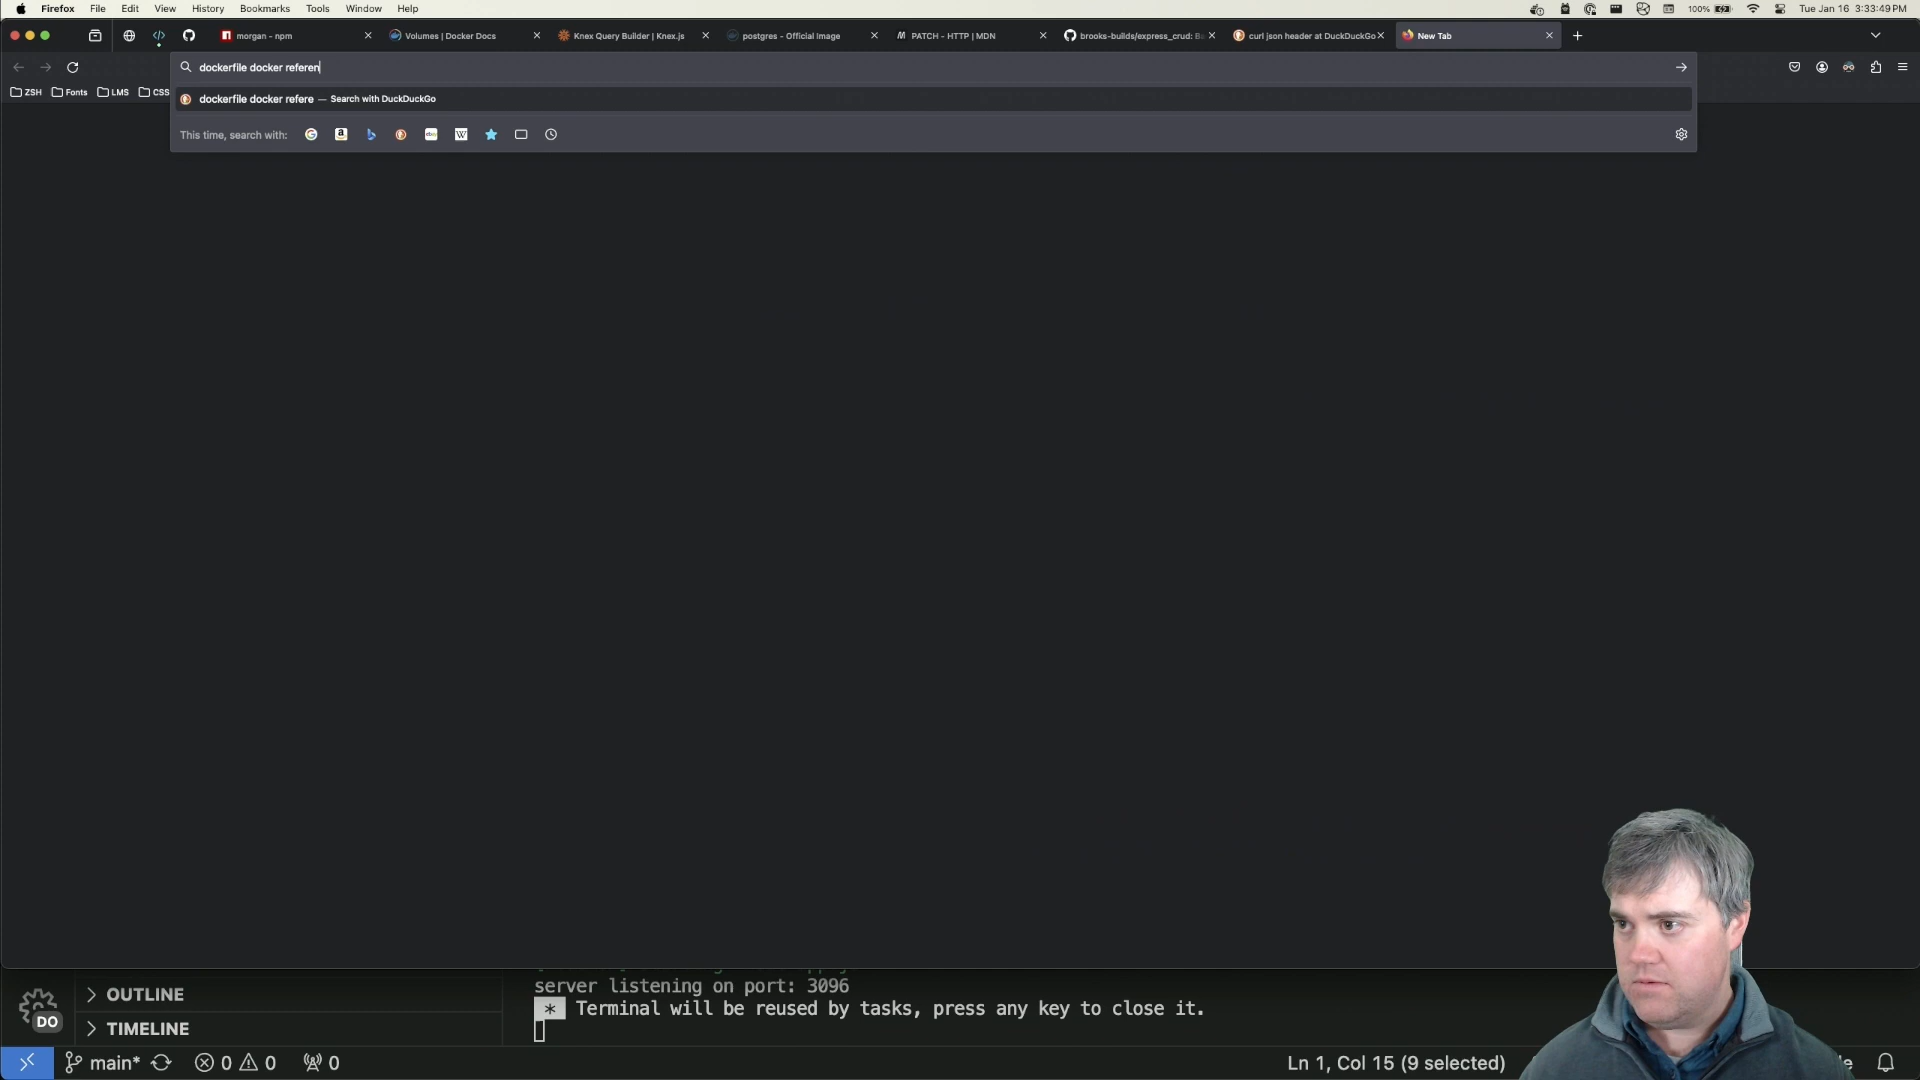 Firefox File Edit View History Bookmarks Tools Window Help 100% Tue Jan 16 3:33:49 PM
morgan - npm Volumes | Docker Docs Knex Query Builder | Knex.js postgres - Official Image PATCH - HTTP | MDN brooks-builds/express_crud: B curl json header at DuckDuckGo New Tab
dockerfile docker referen
ZSH Fonts LMS CSS
dockerfile docker refere — Search with DuckDuckGo
This time, search with:
server listening on port: 3096
* Terminal will be reused by tasks, press any key to close it.
OUTLINE
DO
TIMELINE
main* 0 0 0 Ln 1, Col 15 (9 selected)